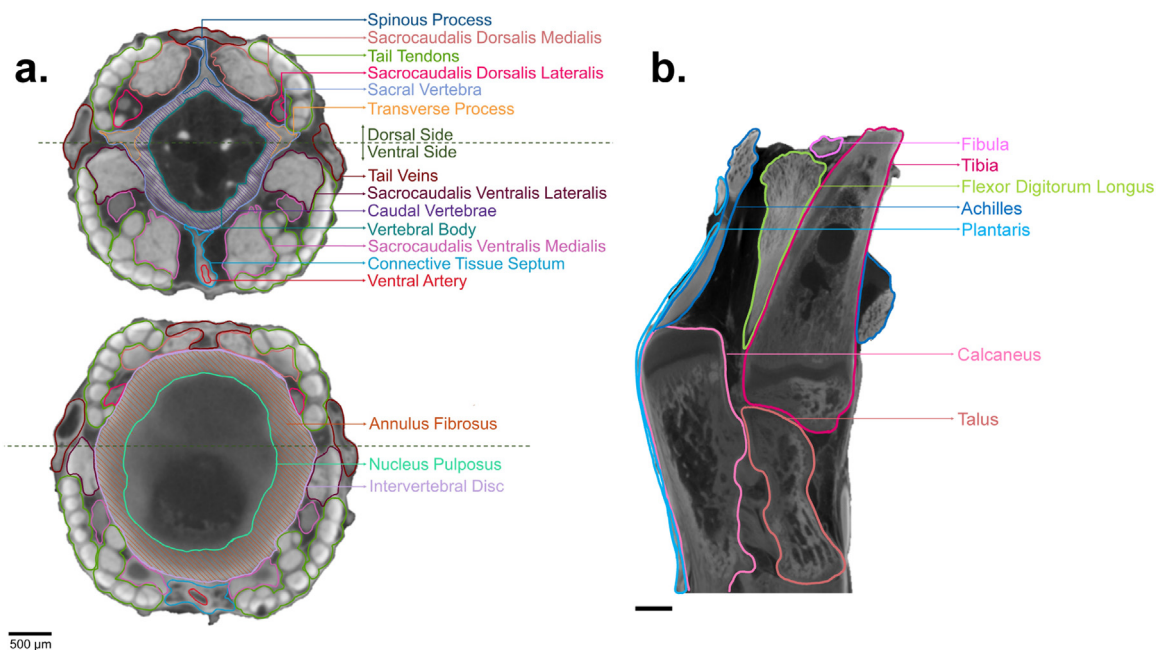 a.
Spinous Process
Sacrocaudalis Dorsalis Medialis
Tail Tendons
Sacrocaudalis Dorsalis Lateralis
Sacral Vertebra
Transverse Process
Dorsal Side
Ventral Side
Tail Veins
Sacrocaudalis Ventralis Lateralis
Caudal Vertebrae
Vertebral Body
Sacrocaudalis Ventralis Medialis
Connective Tissue Septum
Ventral Artery
Annulus Fibrosus
Nucleus Pulposus
Intervertebral Disc
500 µm
b.
Fibula
Tibia
Flexor Digitorum Longus
Achilles
Plantaris
Calcaneus
Talus